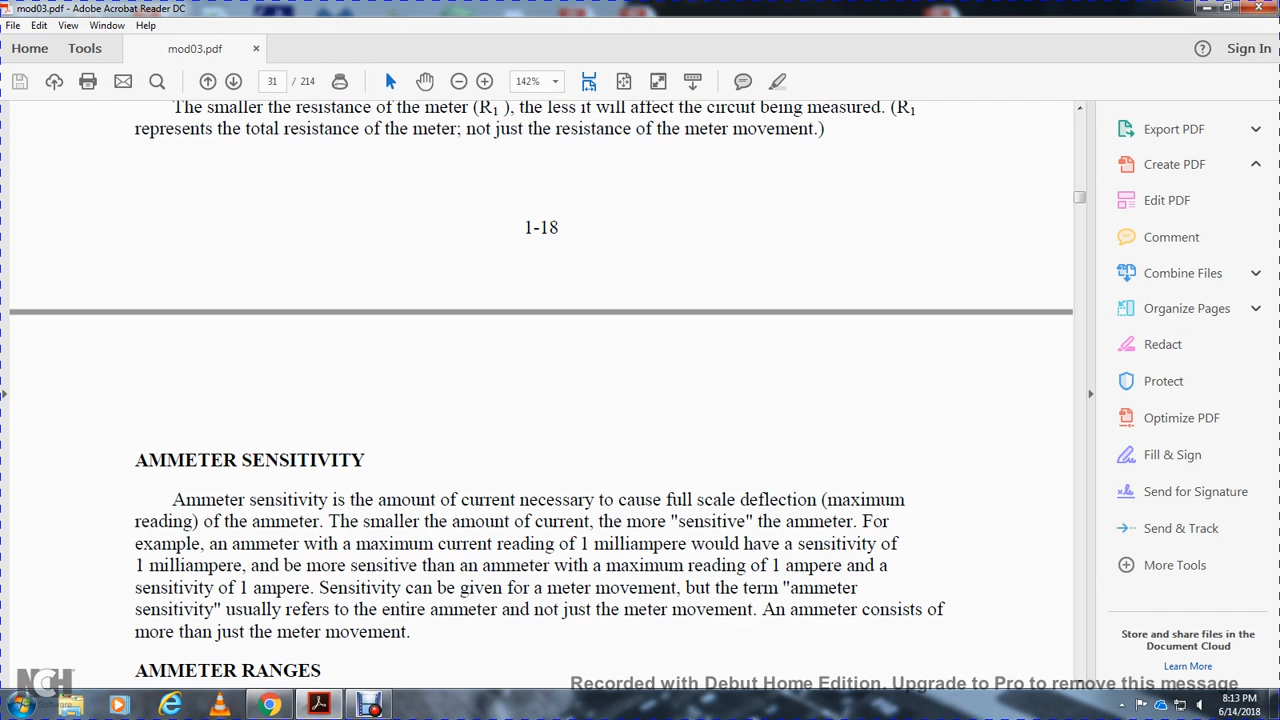 mod03.pdf - Adobe Acrobat Reader DC
File Edit View Window Help
Home Tools mod03.pdf × Sign In
31 / 214 142%
The smaller the resistance of the meter (R1 ), the less it will affect the circuit being measured. (R1
represents the total resistance of the meter; not just the resistance of the meter movement.)
1-18
AMMETER SENSITIVITY
Ammeter sensitivity is the amount of current necessary to cause full scale deflection (maximum
reading) of the ammeter. The smaller the amount of current, the more "sensitive" the ammeter. For
example, an ammeter with a maximum current reading of 1 milliampere would have a sensitivity of
1 milliampere, and be more sensitive than an ammeter with a maximum reading of 1 ampere and a
sensitivity of 1 ampere. Sensitivity can be given for a meter movement, but the term "ammeter
sensitivity" usually refers to the entire ammeter and not just the meter movement. An ammeter consists of
more than just the meter movement.
AMMETER RANGES
Export PDF
Create PDF
Edit PDF
Comment
Combine Files
Organize Pages
Redact
Protect
Optimize PDF
Fill & Sign
Send for Signature
Send & Track
More Tools
Store and share files in the
Document Cloud
Learn More
NCH
Software
Recorded with Debut Home Edition. Upgrade to Pro to remove this message
8:13 PM
6/14/2018